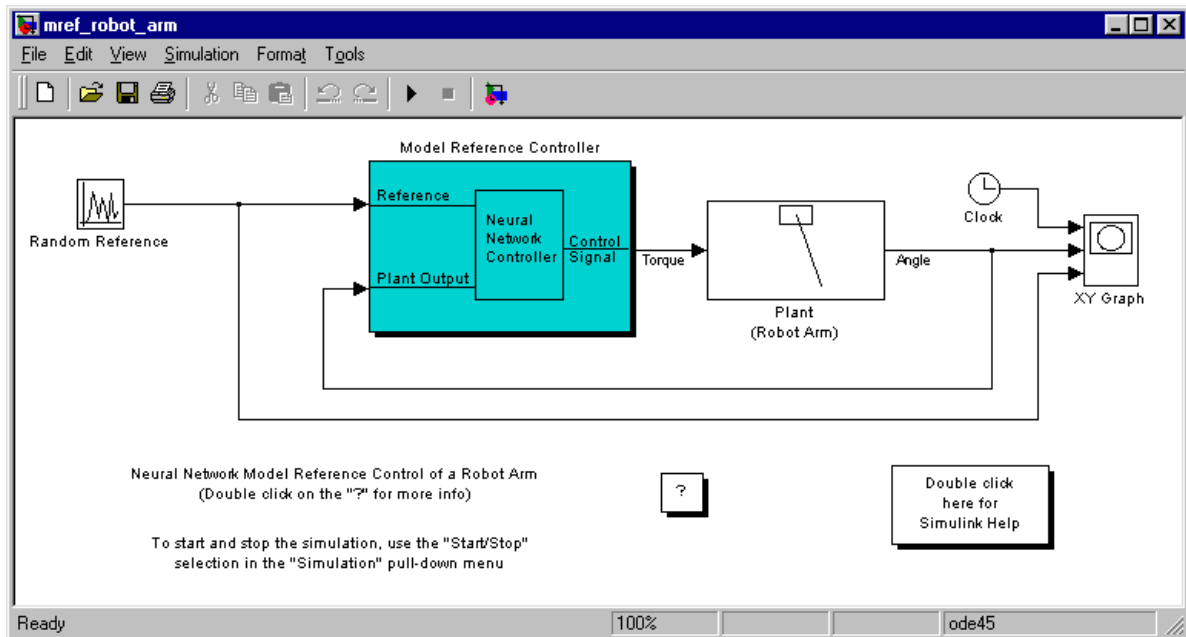 mref_robot_arm
File Edit View Simulation Format Tools
Model Reference Controller
Random Reference
Reference
Plant Output
Neural
Network
Controller
Control
Signal
Torque
Plant
(Robot Arm)
Angle
Clock
XY Graph
Neural Network Model Reference Control of a Robot Arm
(Double click on the "?" for more info)
?
Double click
here for
Simulink Help
To start and stop the simulation, use the "Start/Stop"
selection in the "Simulation" pull-down menu
Ready 100% ode45